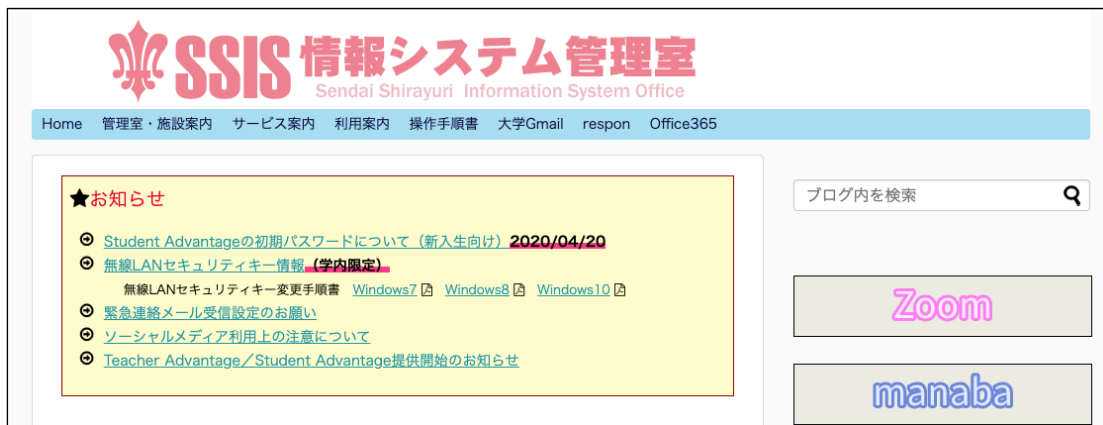 SSIS 情報システム管理室
Sendai Shirayuri Information System Office
Home 管理室・施設案内 サービス案内 利用案内 操作手順書 大学Gmail respon Office365
★お知らせ
Student Advantageの初期パスワードについて（新入生向け）2020/04/20
無線LANセキュリティキー情報（学内限定）
無線LANセキュリティキー変更手順書 Windows7 Windows8 Windows10
緊急連絡メール受信設定のお願い
ソーシャルメディア利用上の注意について
Teacher Advantage／Student Advantage提供開始のお知らせ
ブログ内を検索
Zoom
manaba